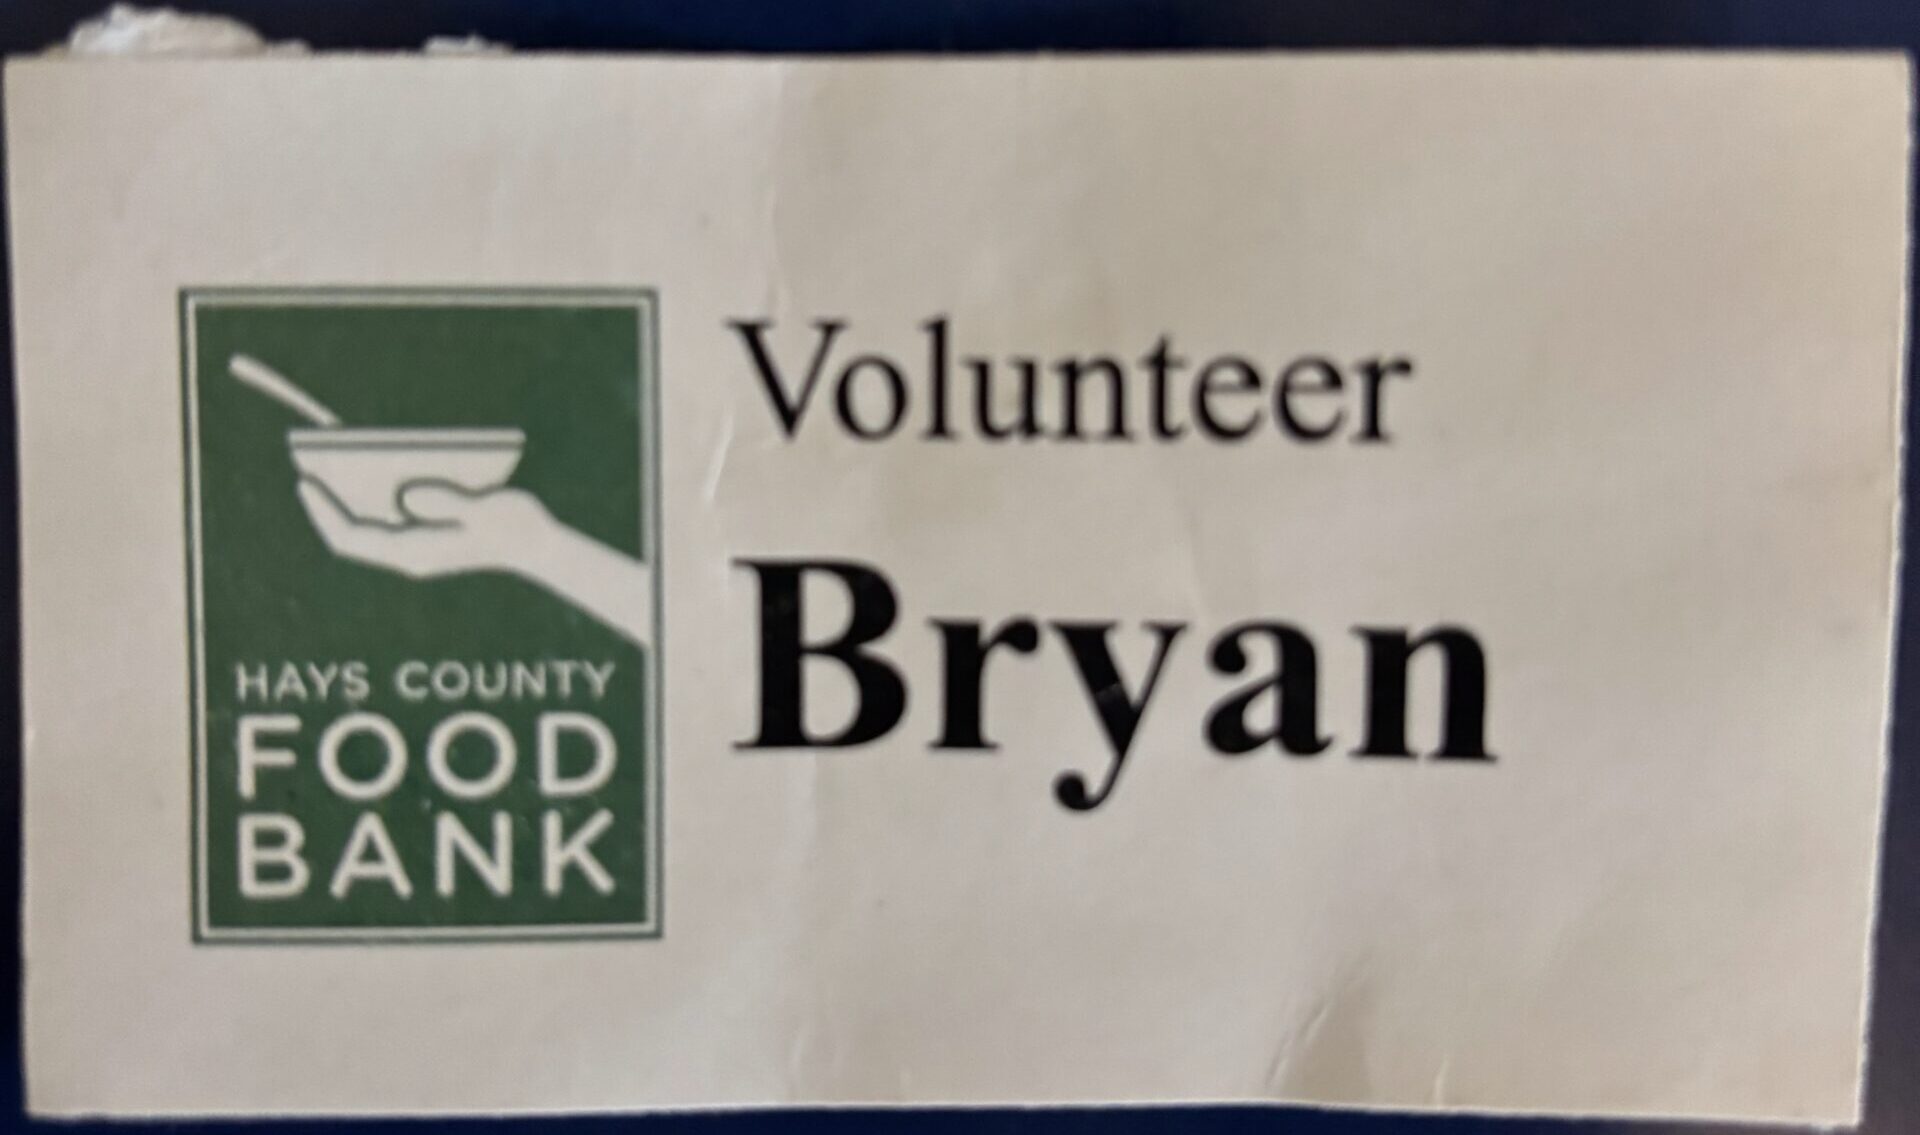 HAYS COUNTY
FOOD
BANK
Volunteer
Bryan